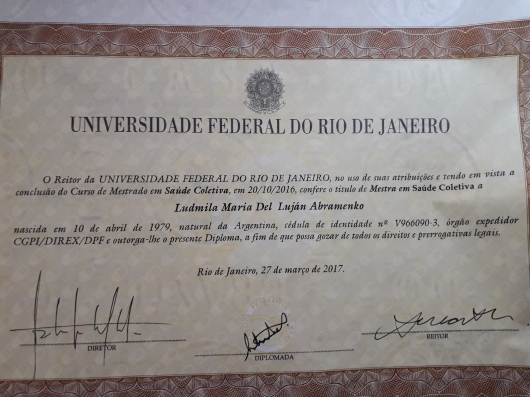 UNIVERSIDADE FEDERAL DO RIO DE JANEIRO
O Reitor da UNIVERSIDADE FEDERAL DO RIO DE JANEIRO, no uso de suas atribuições e tendo em vista a
conclusão do Curso de Mestrado em Saúde Coletiva, em 20/10/2016, confere o título de Mestra em Saúde Coletiva a
Ludmila Maria Del Luján Abramenko
nascida em 10 de abril de 1979, natural da Argentina, cédula de identidade nº V966090-3, órgão expedidor
CGPI/DIREX/DPF e outorga-lhe o presente Diploma, a fim de que possa gozar de todos os direitos e prerrogativas legais.
Rio de Janeiro, 27 de março de 2017.
DIRETOR
DIPLOMADA
REITOR